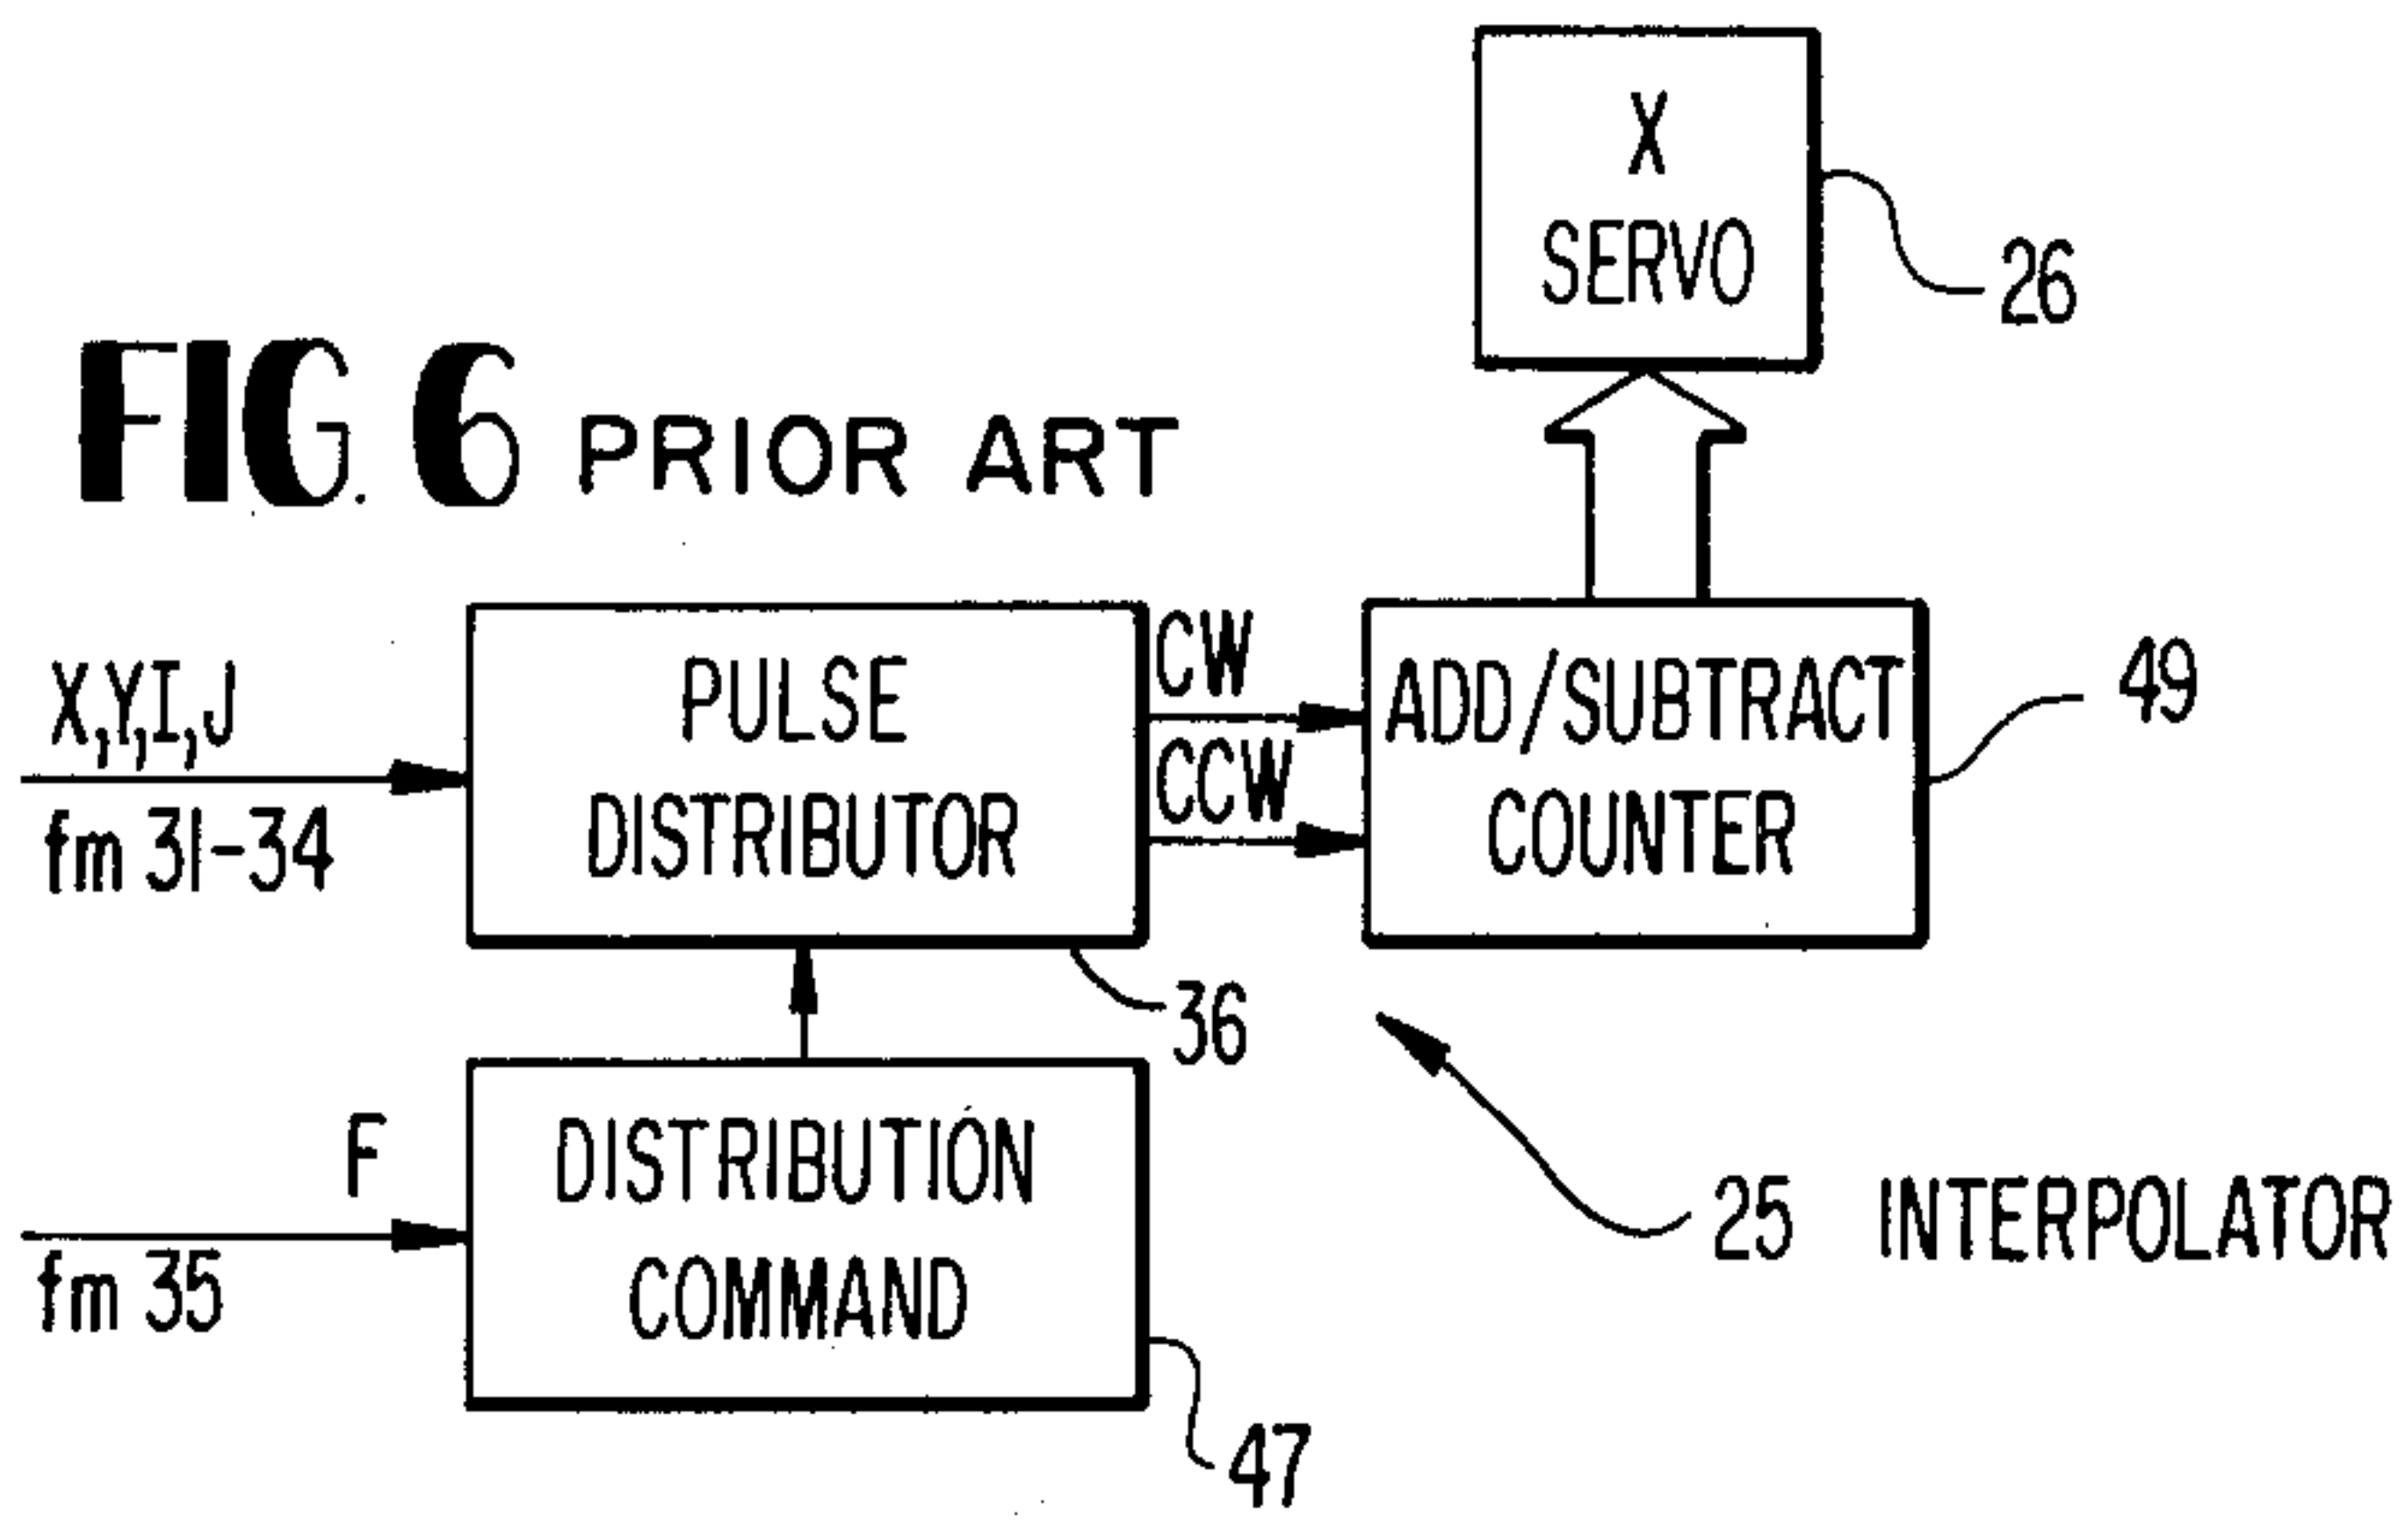 X
SERVO
26
FIG. 6 PRIOR ART
X,Y,I,J
fm 31-34
PULSE
DISTRIBUTOR
CW
CCW
ADD/SUBTRACT
COUNTER
49
36
F
fm 35
DISTRIBUTION
COMMAND
47
25 INTERPOLATOR